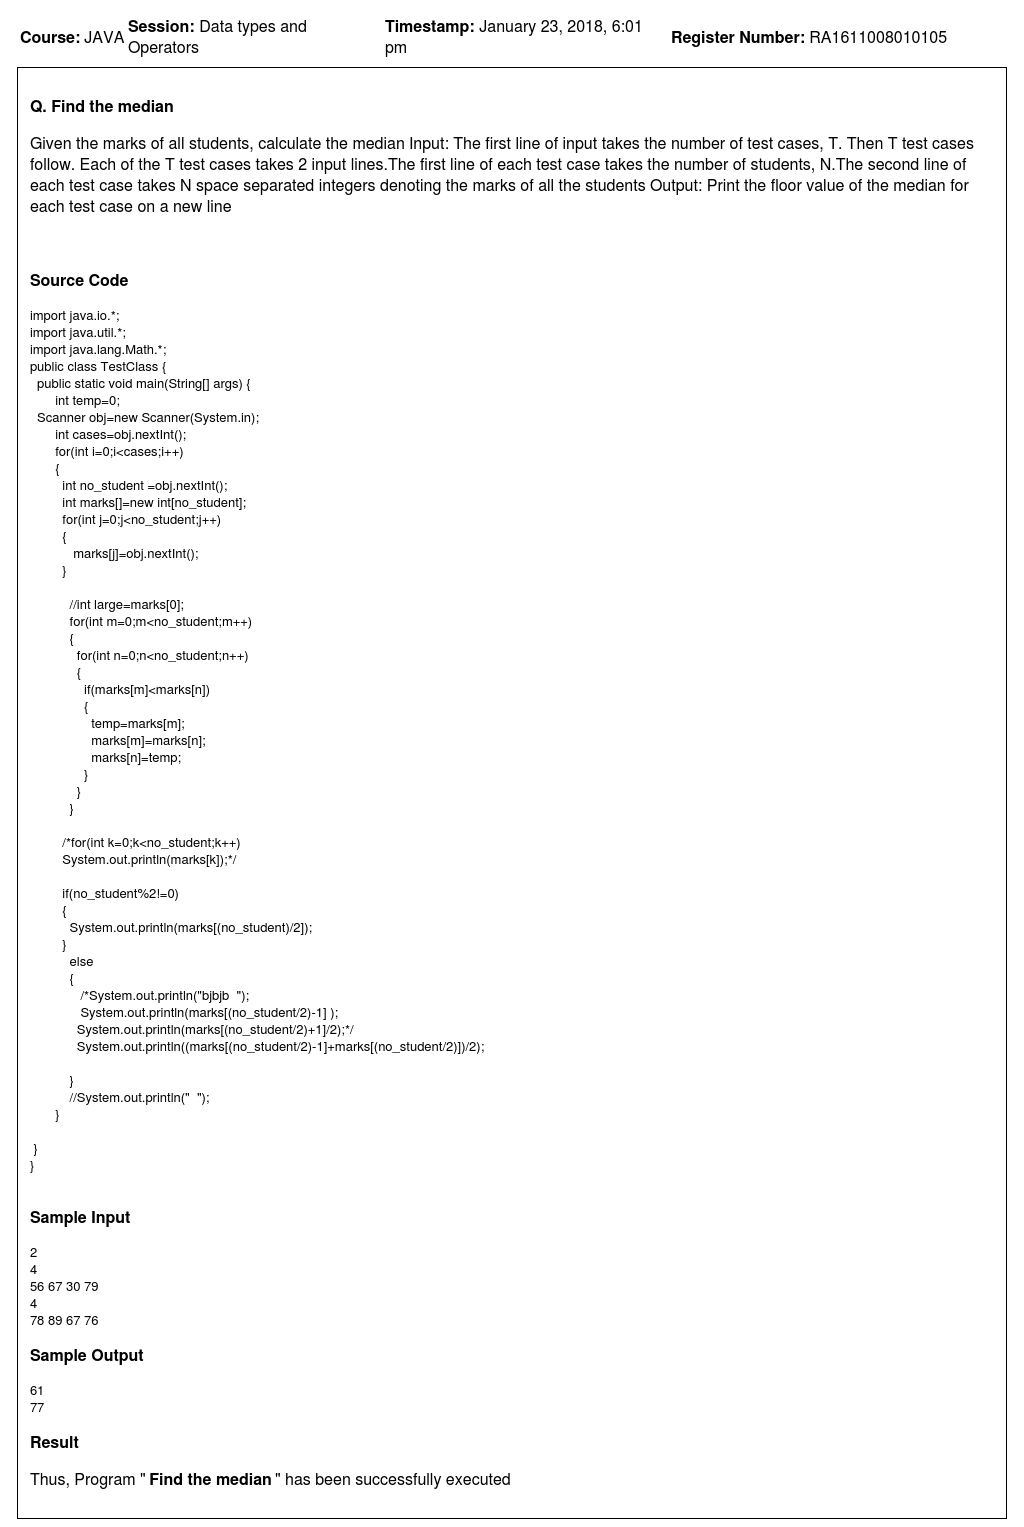 Course: JAVA Session: Data types and Operators Timestamp: January 23, 2018, 6:01 pm Register Number: RA1611008010105
Q. Find the median
Given the marks of all students, calculate the median Input: The first line of input takes the number of test cases, T. Then T test cases
follow. Each of the T test cases takes 2 input lines.The first line of each test case takes the number of students, N.The second line of
each test case takes N space separated integers denoting the marks of all the students Output: Print the floor value of the median for
each test case on a new line
Source Code
import java.io.*;
import java.util.*;
import java.lang.Math.*;
public class TestClass {
public static void main(String[] args) {
int temp=0;
Scanner obj=new Scanner(System.in);
int cases=obj.nextInt();
for(int i=0;i<cases;i++)
{
int no_student =obj.nextInt();
int marks[]=new int[no_student];
for(int j=0;j<no_student;j++)
{
marks[j]=obj.nextInt();
}
//int large=marks[0];
for(int m=0;m<no_student;m++)
{
for(int n=0;n<no_student;n++)
{
if(marks[m]<marks[n])
{
temp=marks[m];
marks[m]=marks[n];
marks[n]=temp;
}
}
}
/*for(int k=0;k<no_student;k++)
System.out.println(marks[k]);*/
if(no_student%2!=0)
{
System.out.println(marks[(no_student)/2]);
}
else
{
/*System.out.println("bjbjb  ");
System.out.println(marks[(no_student/2)-1] );
System.out.println(marks[(no_student/2)+1]/2);*/
System.out.println((marks[(no_student/2)-1]+marks[(no_student/2)])/2);
}
//System.out.println("  ");
}
}
}
Sample Input
2
4
56 67 30 79
4
78 89 67 76
Sample Output
61
77
Result
Thus, Program " Find the median " has been successfully executed